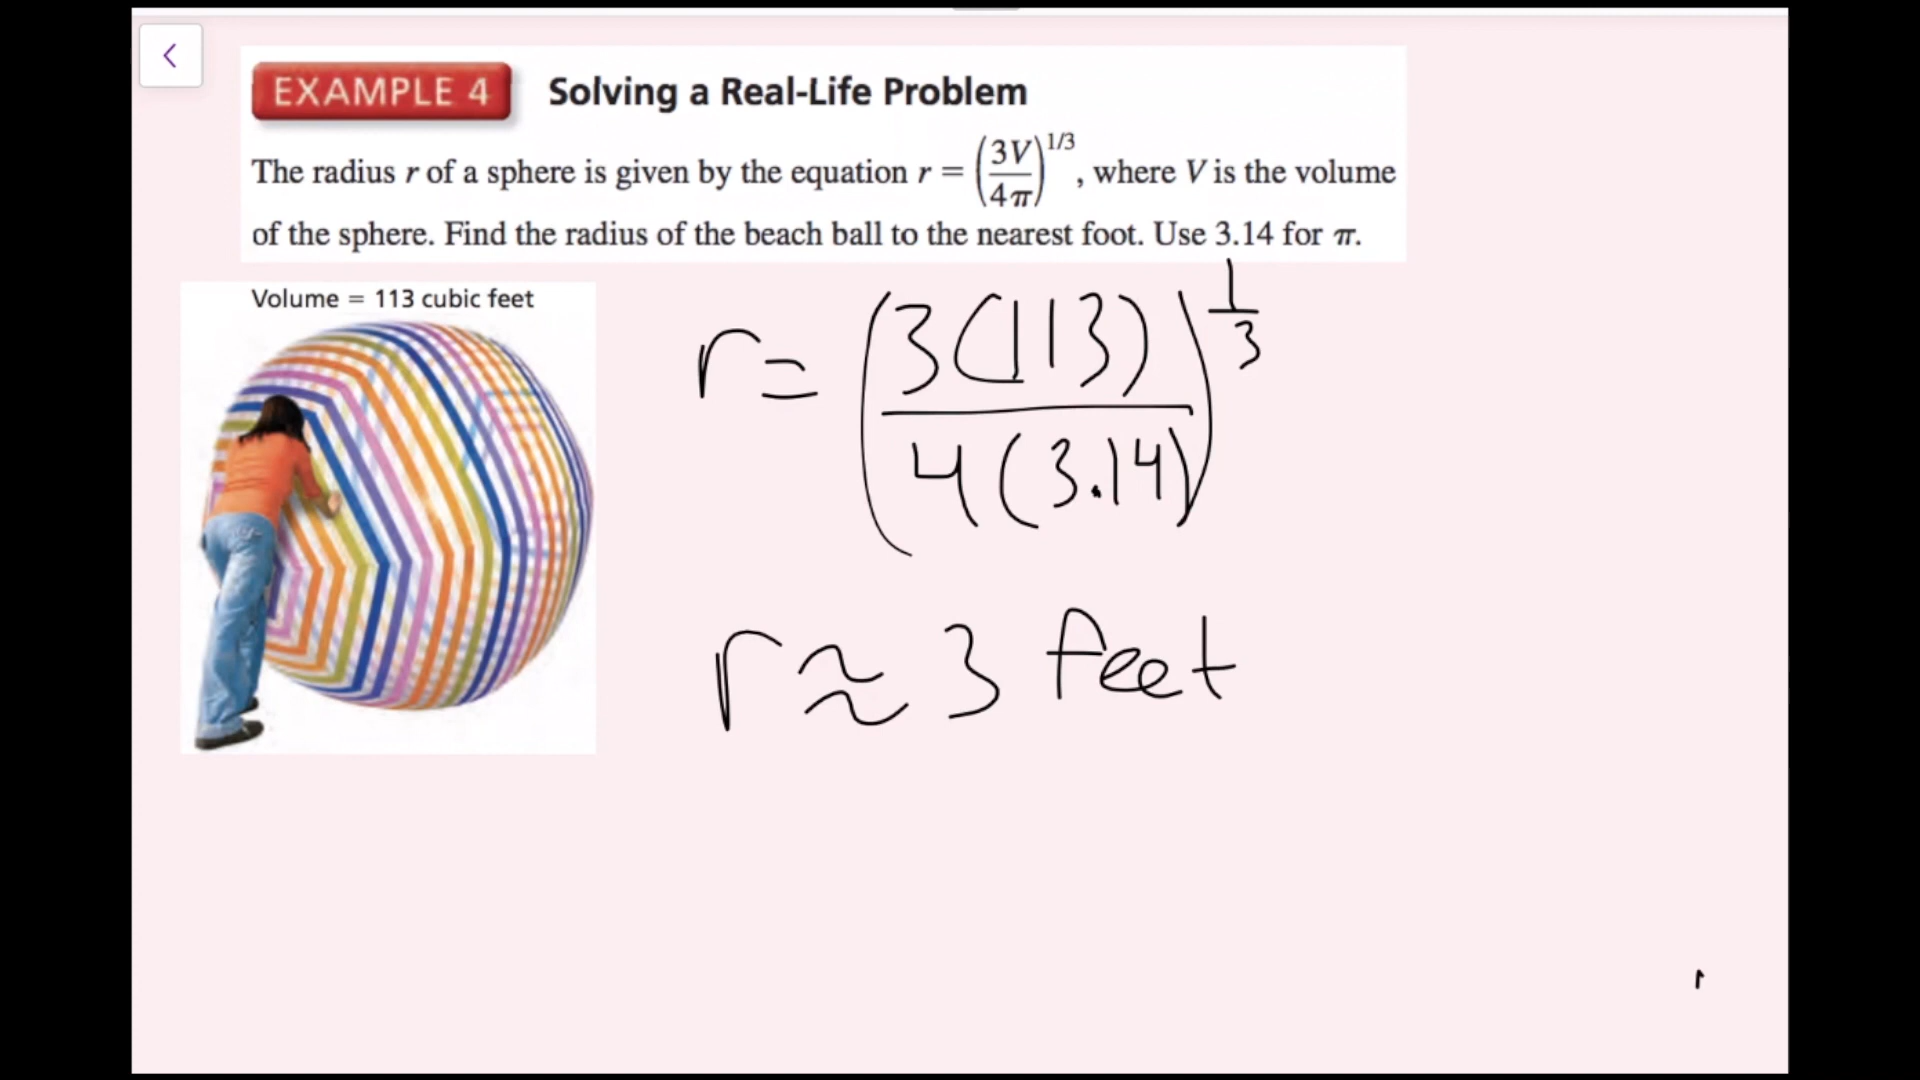 EXAMPLE 4 Solving a Real-Life Problem
The radius r of a sphere is given by the equation r = (3V/4π)^1/3, where V is the volume
of the sphere. Find the radius of the beach ball to the nearest foot. Use 3.14 for π.
Volume = 113 cubic feet
r = (3(113)/4(3.14))^1/3
r ≈ 3 feet